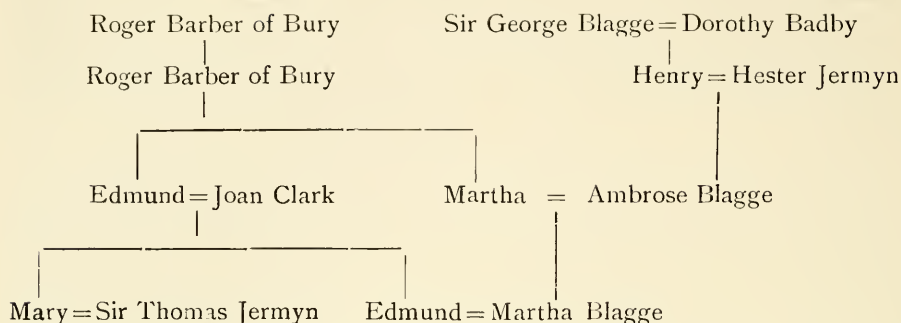 Roger Barber of Bury Sir George Blagge=Dorothy Badby
Roger Barber of Bury Henry=Hester Jermyn
Edmund=Joan Clark Martha = Ambrose Blagge
Mary=Sir Thomas Jermyn Edmund=Martha Blagge